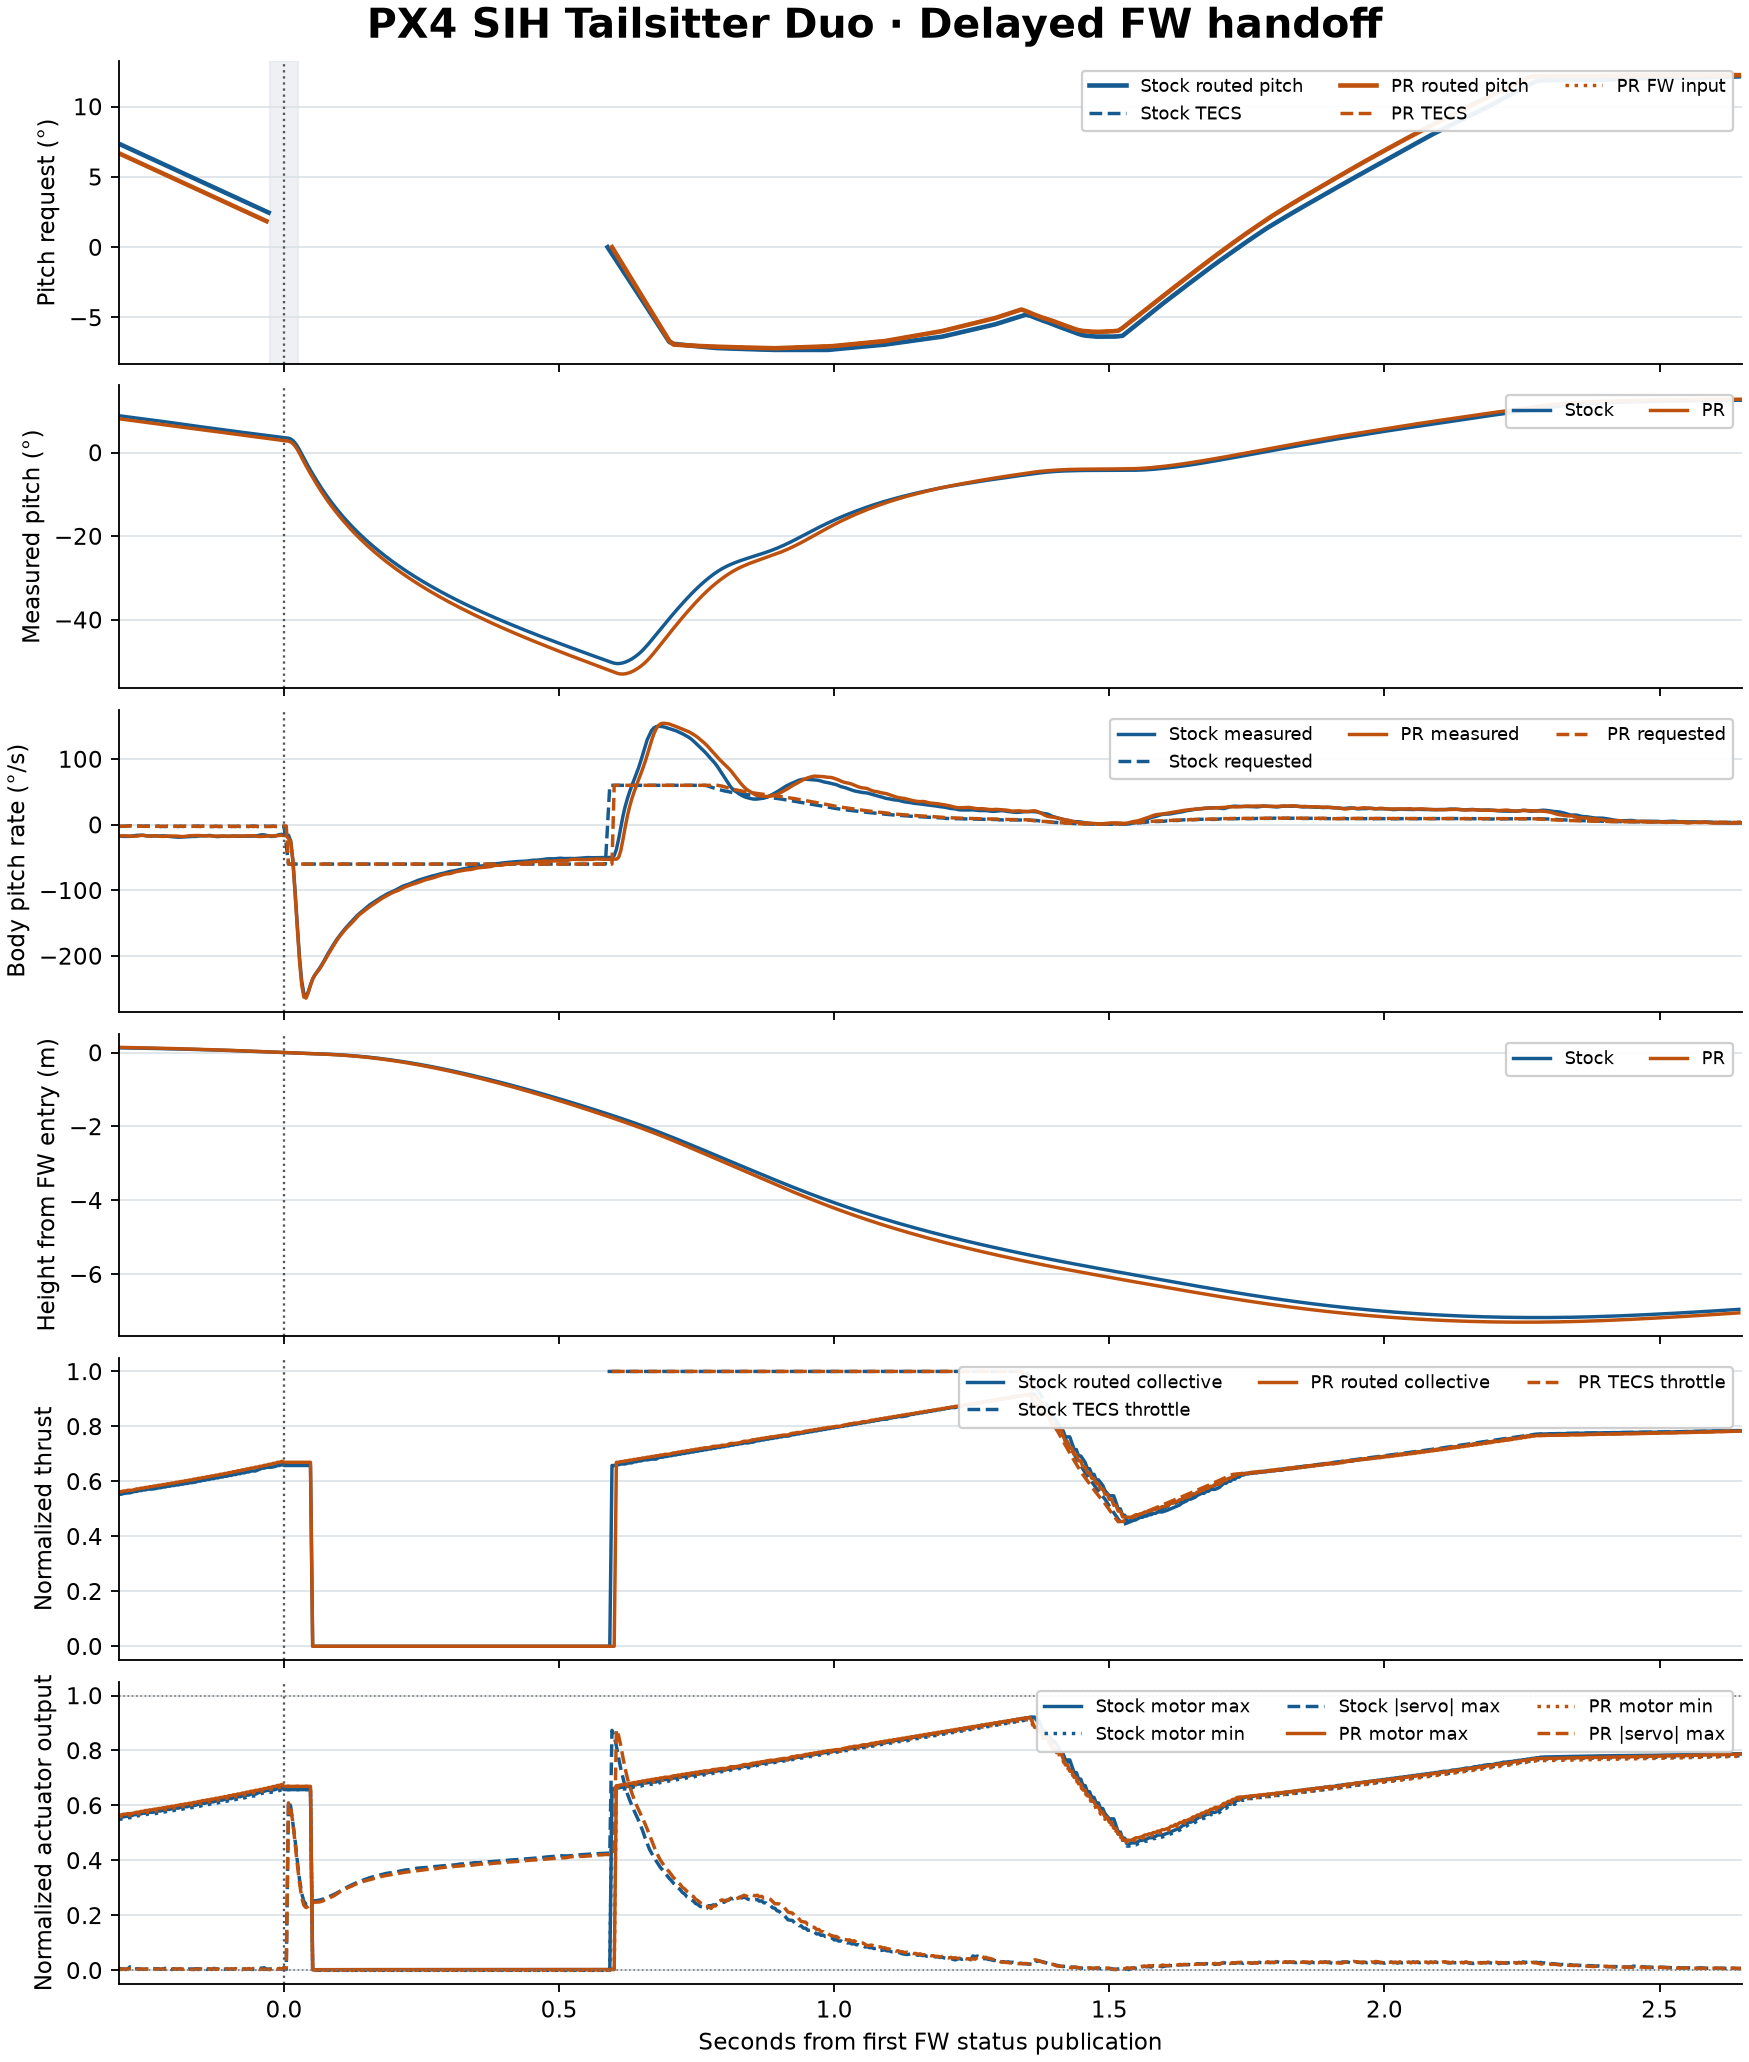 PX4 SIH Tailsitter Duo · Delayed FW handoff
Pitch request (°)
10
5
0
−5
Stock routed pitch
Stock TECS
PR routed pitch
PR TECS
PR FW input
Measured pitch (°)
0
−20
−40
Stock
PR
Body pitch rate (°/s)
100
0
−100
−200
Stock measured
Stock requested
PR measured
PR requested
Height from FW entry (m)
0
−2
−4
−6
Stock
PR
Normalized thrust
1.0
0.8
0.6
0.4
0.2
0.0
Stock routed collective
Stock TECS throttle
PR routed collective
PR TECS throttle
Normalized actuator output
1.0
0.8
0.6
0.4
0.2
0.0
Stock motor max
Stock motor min
Stock |servo| max
PR motor max
PR motor min
PR |servo| max
0.0
0.5
1.0
1.5
2.0
2.5
Seconds from first FW status publication